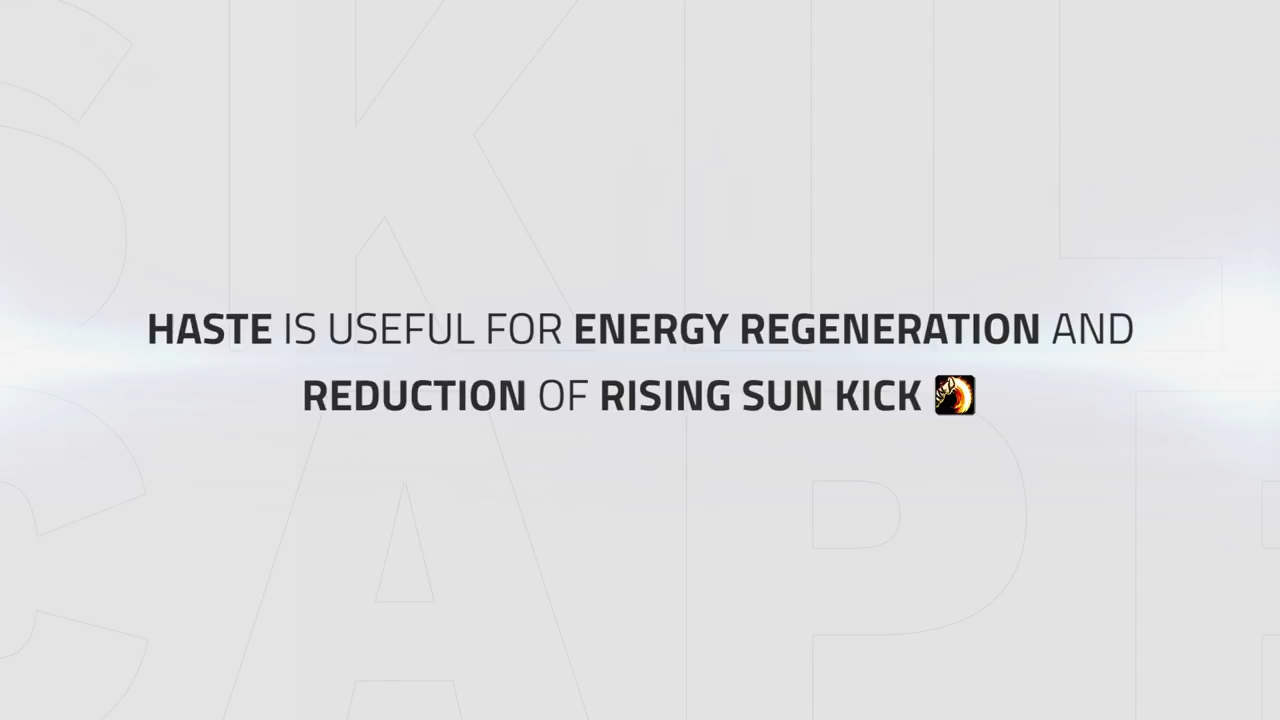 HASTE IS USEFUL FOR ENERGY REGENERATION AND
REDUCTION OF RISING SUN KICK